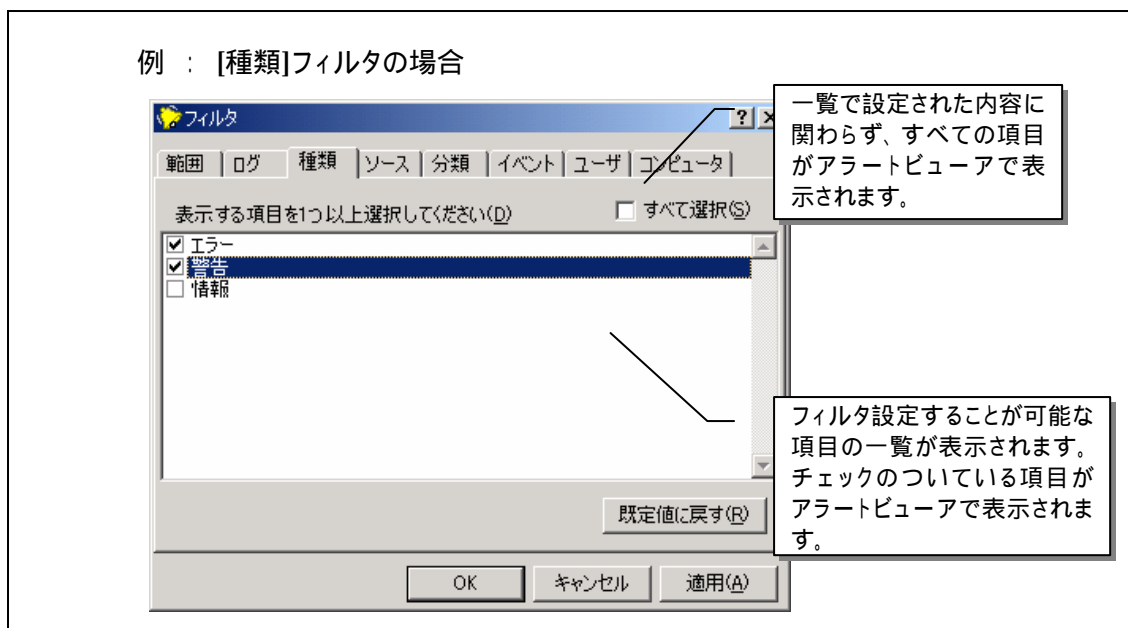 例 : [種類]フィルタの場合
一覧で設定された内容に
関わらず、すべての項目
がアラートビューアで表
示されます。
フィルタ
範囲 ログ 種類 ソース 分類 イベント ユーザ コンピュータ
表示する項目を1つ以上選択してください(D)
すべて選択(S)
エラー
警告
情報
フィルタ設定することが可能な
項目の一覧が表示されます。
チェックのついている項目が
アラートビューアで表示されま
す。
既定値に戻す(R)
OK キャンセル 適用(A)